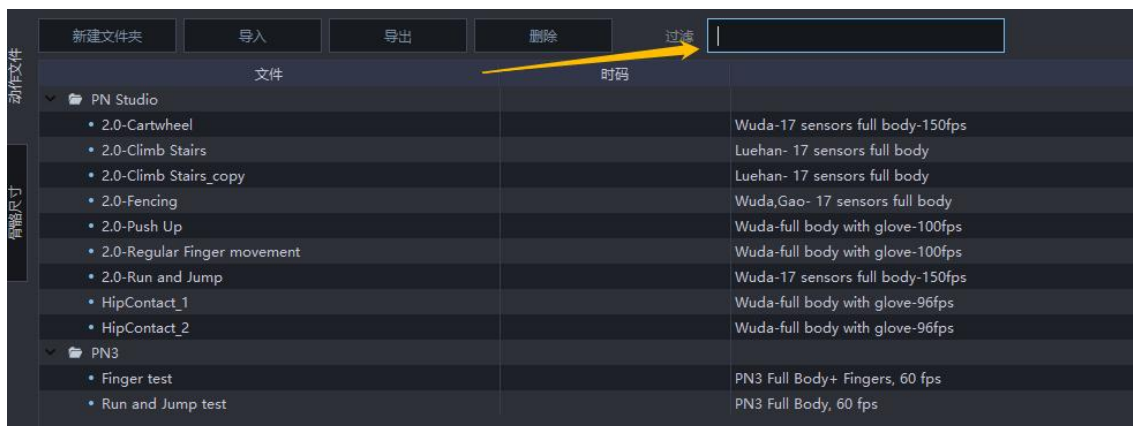 新建文件夹 导入 导出 删除 过滤
动作文件
骨骼尺寸
文件 时码
PN Studio
2.0-Cartwheel Wuda-17 sensors full body-150fps
2.0-Climb Stairs Luehan- 17 sensors full body
2.0-Climb Stairs_copy Luehan- 17 sensors full body
2.0-Fencing Wuda,Gao- 17 sensors full body
2.0-Push Up Wuda-full body with glove-100fps
2.0-Regular Finger movement Wuda-full body with glove-100fps
2.0-Run and Jump Wuda-17 sensors full body-150fps
HipContact_1 Wuda-full body with glove-96fps
HipContact_2 Wuda-full body with glove-96fps
PN3
Finger test PN3 Full Body+ Fingers, 60 fps
Run and Jump test PN3 Full Body, 60 fps